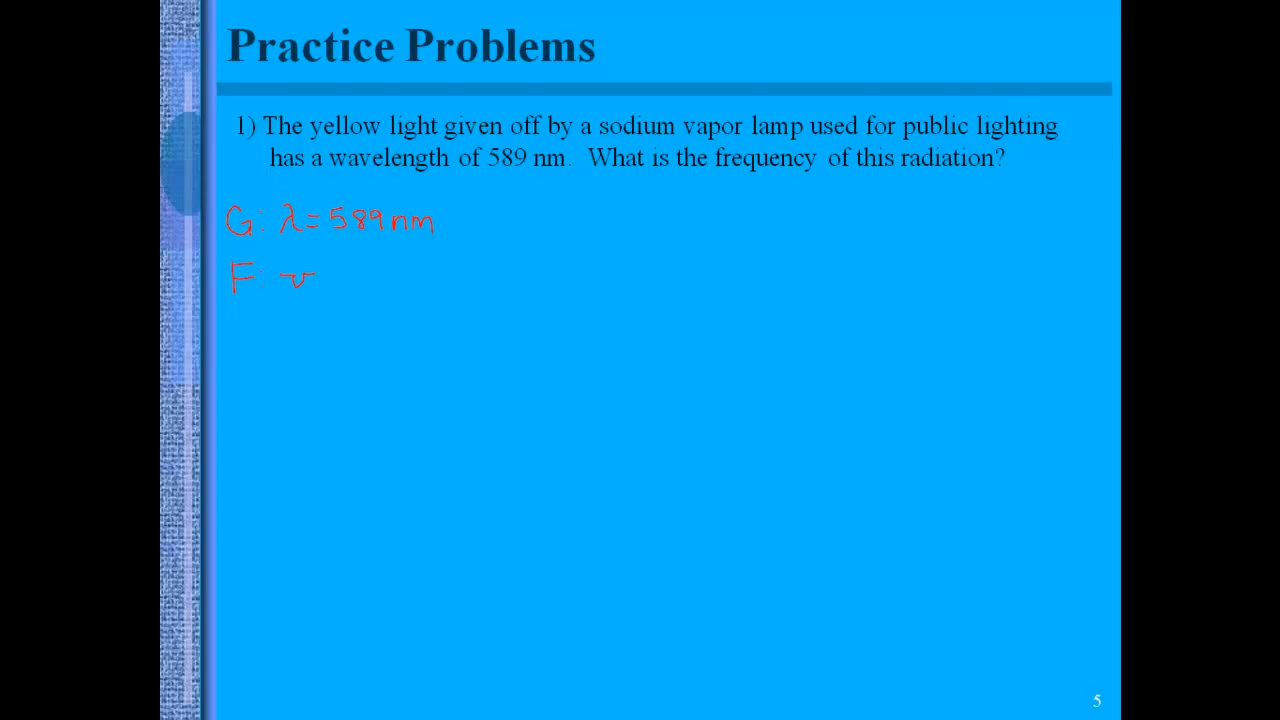 Practice Problems
1) The yellow light given off by a sodium vapor lamp used for public lighting
has a wavelength of 589 nm. What is the frequency of this radiation?
G: λ = 589 nm
F: ν
5